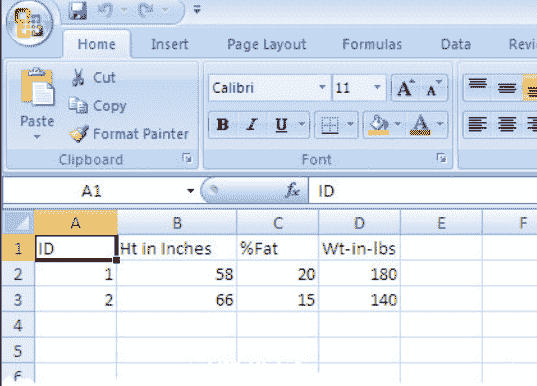 Home Insert Page Layout Formulas Data Revi
Cut
Calibri 11 A A
Paste Copy
Format Painter B I U A
Clipboard Font
A1 fx ID
A B C D E F
1 ID Ht in Inches %Fat Wt-in-lbs
2 1 58 20 180
3 2 66 15 140
4
5
6